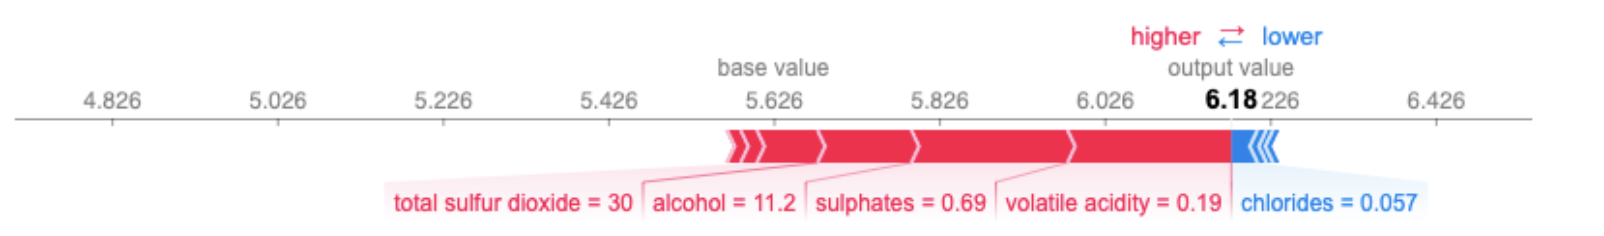 higher ⇄ lower
base value output value
4.826 5.026 5.226 5.426 5.626 5.826 6.026 6.18 226 6.426
total sulfur dioxide = 30 alcohol = 11.2 sulphates = 0.69 volatile acidity = 0.19 chlorides = 0.057